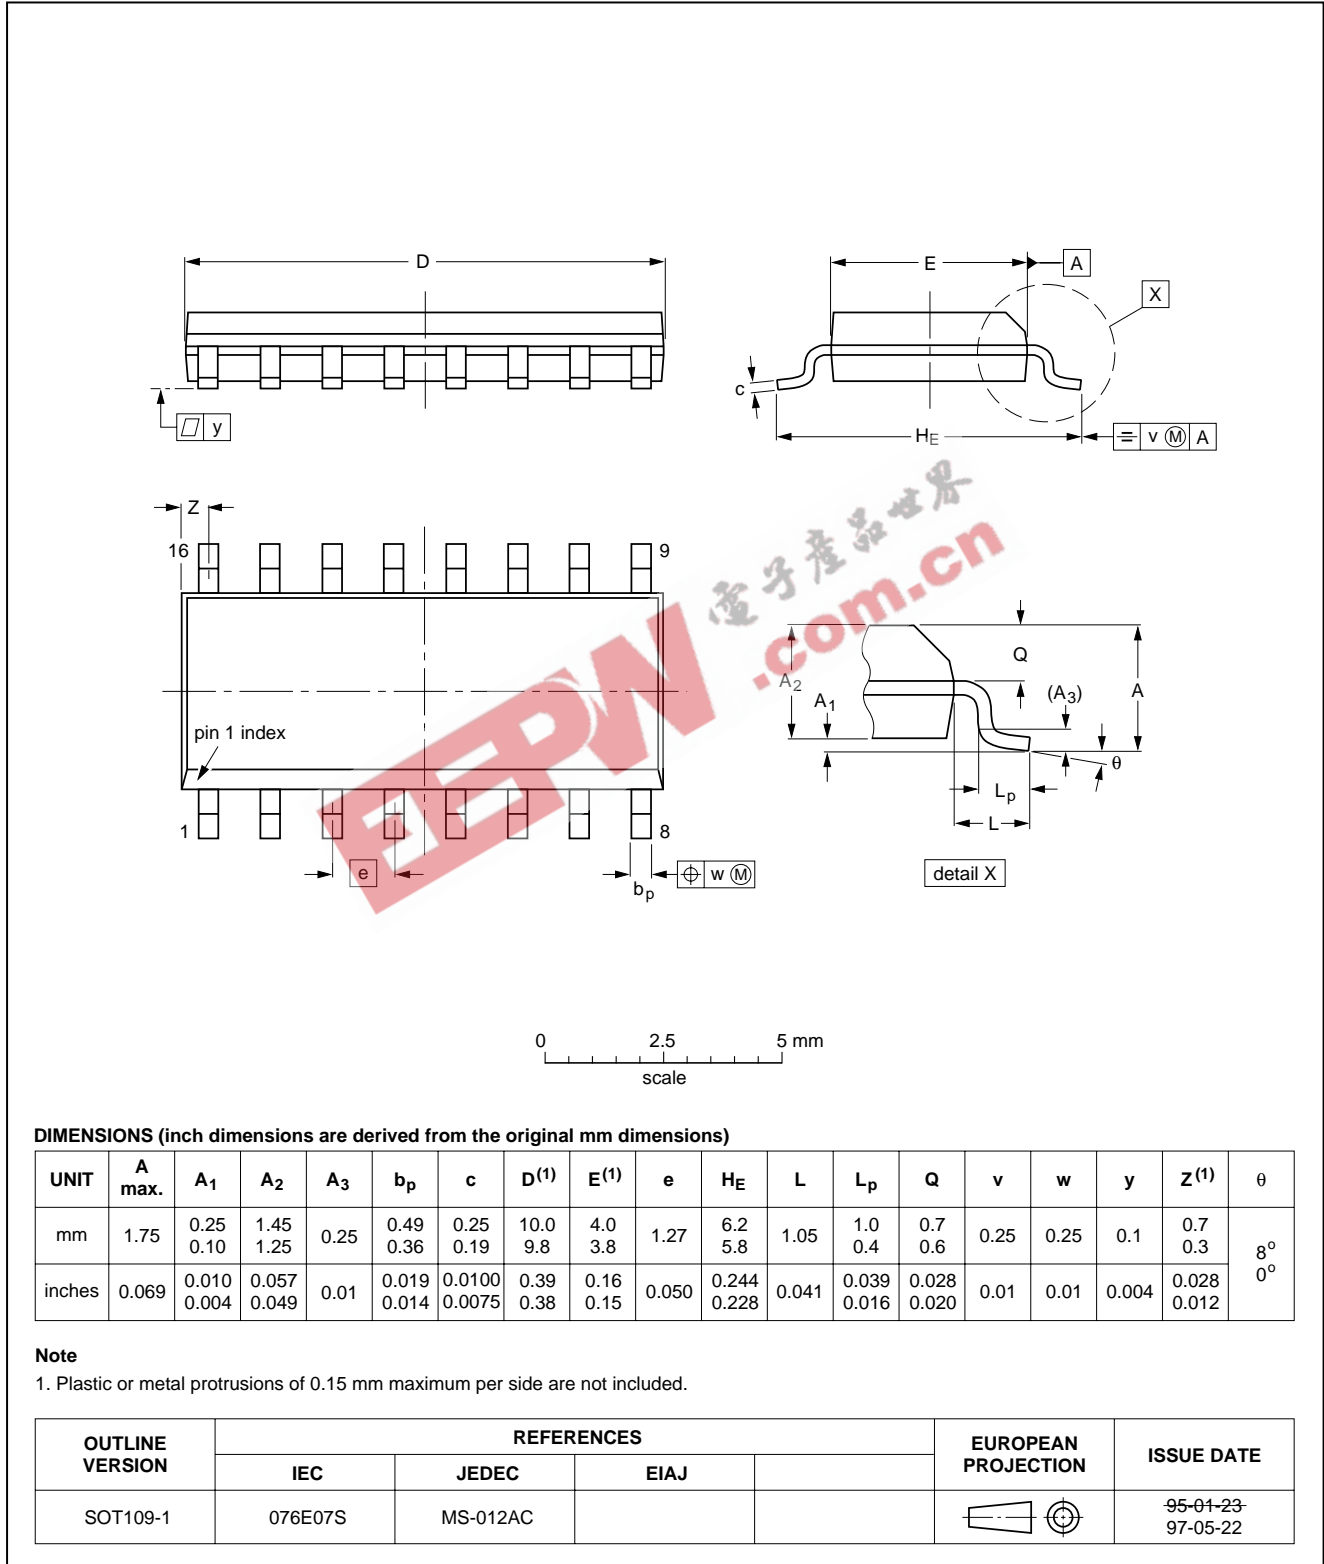 D
E
A
X
c
y
HE
v M A
Z
16
9
pin 1 index
1
8
e
bp
w M
A2
A1
Q
(A3)
A
θ
Lp
L
detail X
電子産品世界
EEPW.com.cn
0 2.5 5 mm
scale
DIMENSIONS (inch dimensions are derived from the original mm dimensions)
UNIT A max. A1 A2 A3 bp c D(1) E(1) e HE L Lp Q v w y Z(1) θ
mm 1.75 0.25 0.10 1.45 1.25 0.25 0.49 0.36 0.25 0.19 10.0 9.8 4.0 3.8 1.27 6.2 5.8 1.05 1.0 0.4 0.7 0.6 0.25 0.25 0.1 0.7 0.3 8° 0°
inches 0.069 0.010 0.004 0.057 0.049 0.01 0.019 0.014 0.0100 0.0075 0.39 0.38 0.16 0.15 0.050 0.244 0.228 0.041 0.039 0.016 0.028 0.020 0.01 0.01 0.004 0.028 0.012
Note
1. Plastic or metal protrusions of 0.15 mm maximum per side are not included.
OUTLINE VERSION REFERENCES EUROPEAN PROJECTION ISSUE DATE
IEC JEDEC EIAJ
SOT109-1 076E07S MS-012AC 95-01-23
97-05-22